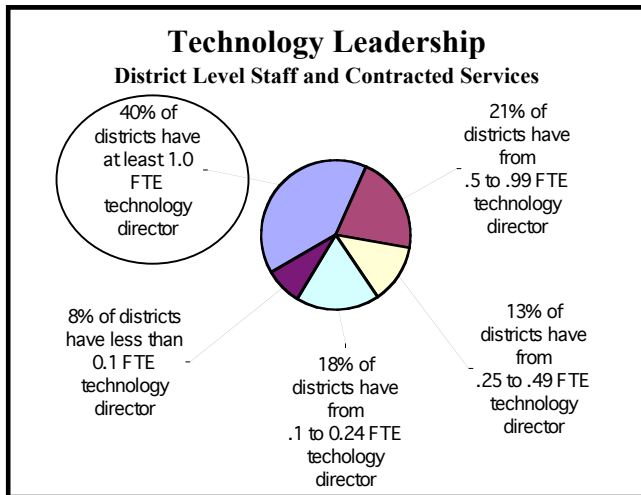 Technology Leadership
District Level Staff and Contracted Services
40% of
districts have
at least 1.0
FTE
technology
director
21% of
districts have
from
.5 to .99 FTE
technology
director
8% of districts
have less than
0.1 FTE
technology
director
18% of
districts have
from
.1 to 0.24 FTE
techology
director
13% of
districts have
from
.25 to .49 FTE
technology
director